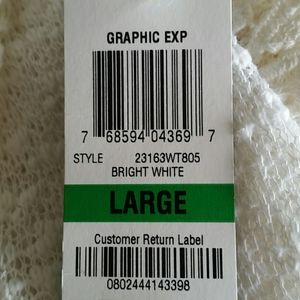 GRAPHIC EXP
7 68594 04369 7
STYLE 23163WT805
BRIGHT WHITE
LARGE
Customer Return Label
0802444143398